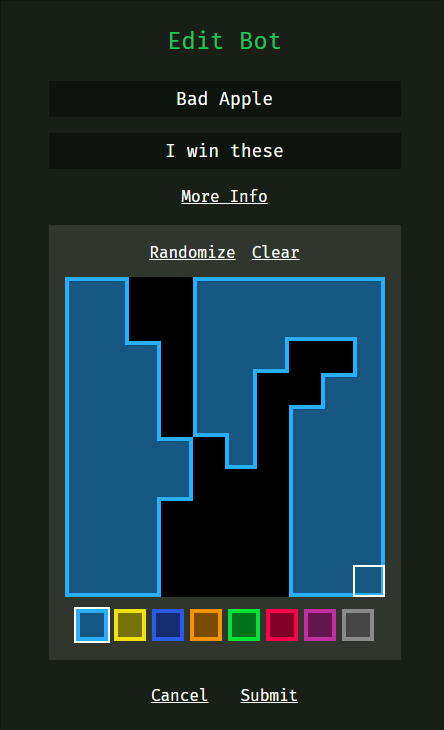 Edit Bot
Bad Apple
I win these
More Info
Randomize Clear
Cancel Submit